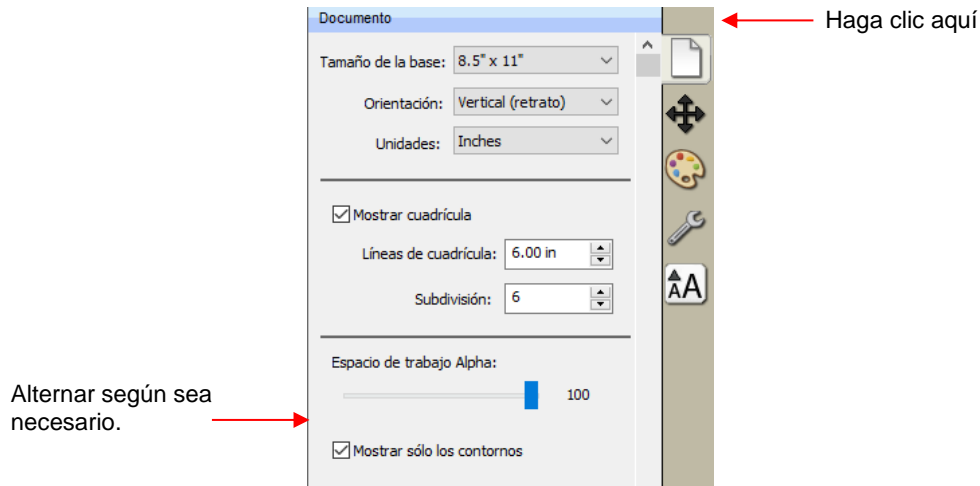 Documento
Haga clic aquí
Tamaño de la base: 8.5" x 11"
Orientación: Vertical (retrato)
Unidades: Inches
Mostrar cuadrícula
Líneas de cuadrícula: 6.00 in
Subdivisión: 6
AA
Espacio de trabajo Alpha:
100
Alternar según sea
necesario.
Mostrar sólo los contornos